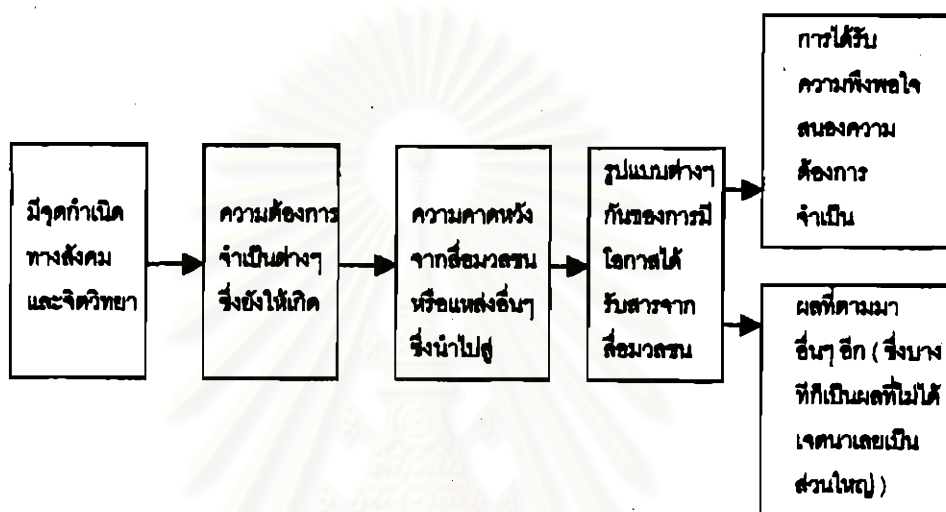 มีจุดกำเนิด
ทางสังคม
และจิตวิทยา
ความต้องการ
จำเป็นต่างๆ
ซึ่งยังให้เกิด
ความคาดหวัง
จากสื่อมวลชน
หรือแหล่งอื่นๆ
ซึ่งนำไปสู่
รูปแบบต่างๆ
กันของการมี
โอกาสได้
รับสารจาก
สื่อมวลชน
การได้รับ
ความพึงพอใจ
สนองความ
ต้องการ
จำเป็น
ผลที่ตามมา
อื่นๆ อีก ( ซึ่งบาง
ทีก็เป็นผลที่ไม่ได้
เจตนาเลยเป็น
ส่วนใหญ่ )